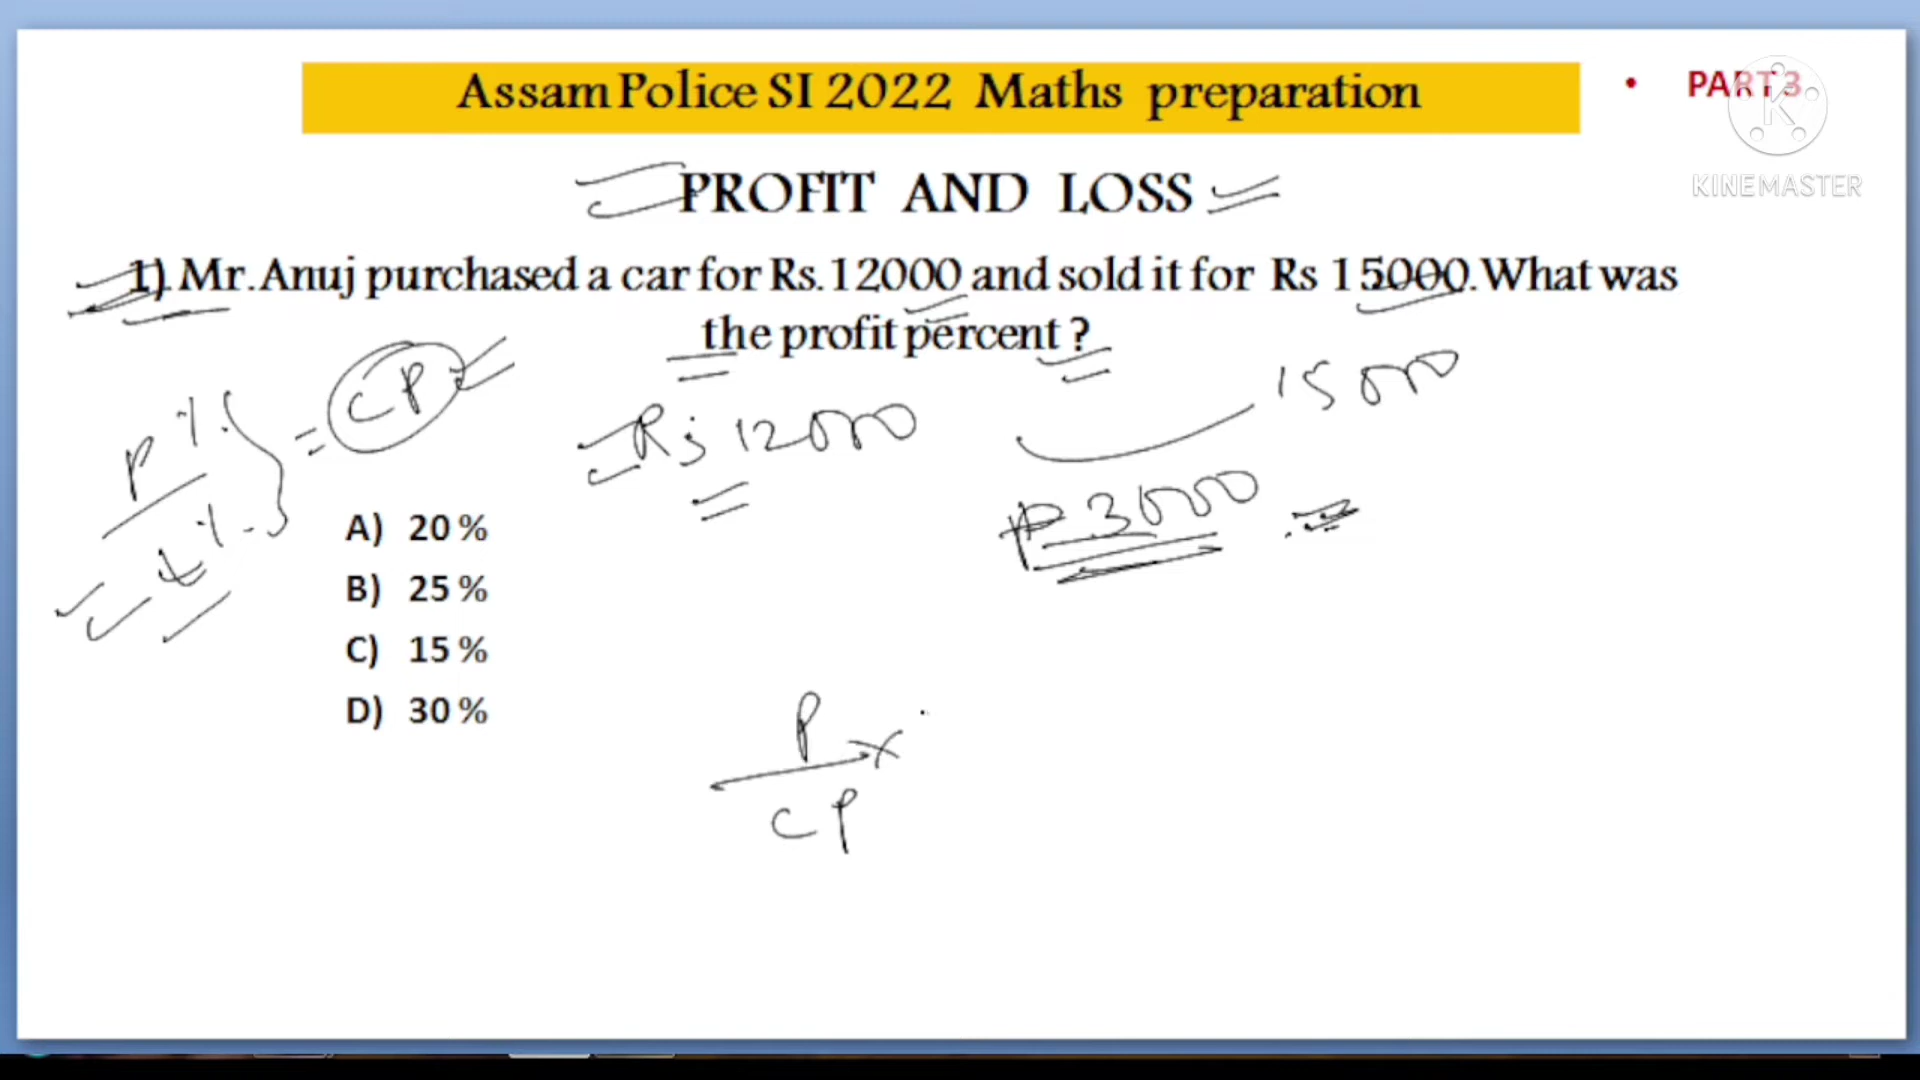 Assam Police SI 2022 Maths preparation
• PART 3
KINEMASTER
PROFIT AND LOSS
1). Mr.Anuj purchased a car for Rs.12000 and sold it for Rs 15000.What was
the profit percent ?
P%
L%
= CP
Rs 12000
15000
P 3000
A) 20%
B) 25%
C) 15%
D) 30%
P ×
CP